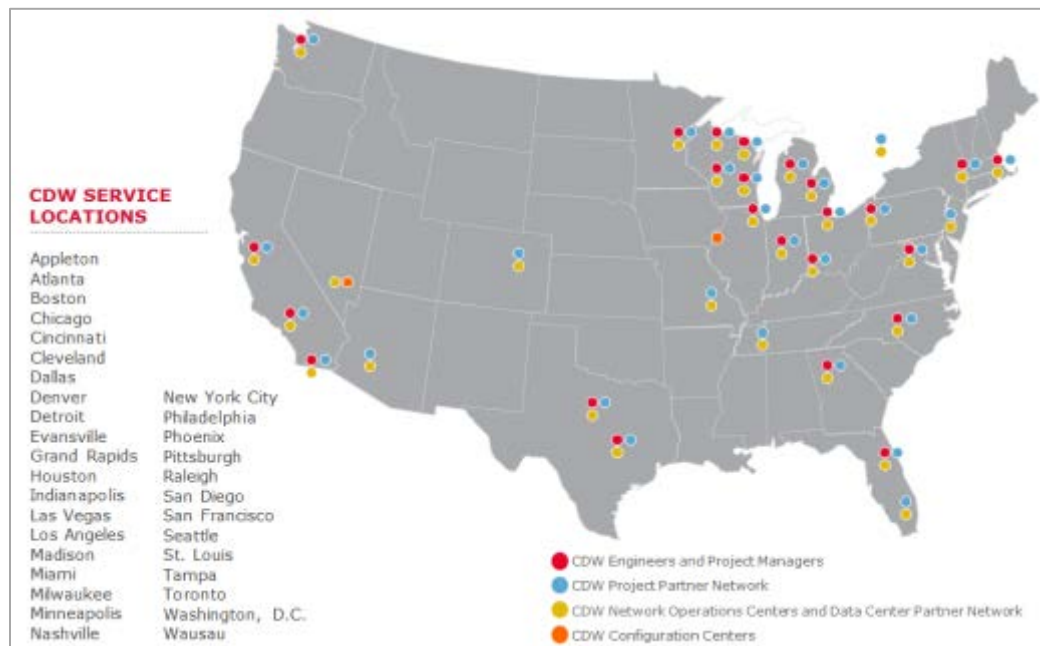 CDW SERVICE
LOCATIONS
Appleton
Atlanta
Boston
Chicago
Cincinnati
Cleveland
Dallas
Denver
Detroit
Evansville
Grand Rapids
Houston
Indianapolis
Las Vegas
Los Angeles
Madison
Miami
Milwaukee
Minneapolis
Nashville
New York City
Philadelphia
Phoenix
Pittsburgh
Raleigh
San Diego
San Francisco
Seattle
St. Louis
Tampa
Toronto
Washington, D.C.
Wausau
CDW Engineers and Project Managers
CDW Project Partner Network
CDW Network Operations Centers and Data Center Partner Network
CDW Configuration Centers